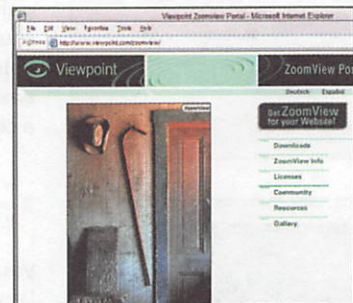 Viewpoint Zoomview Portal - Microsoft Internet Explorer
File Edit View Favorites Tools Help
Address http://www.viewpoint.com/zoomview/
Viewpoint
ZoomView Por
Deutsch Español
Get ZoomView
for your Website!
Downloads
ZoomView Info
Licenses
Community
Resources
Gallery